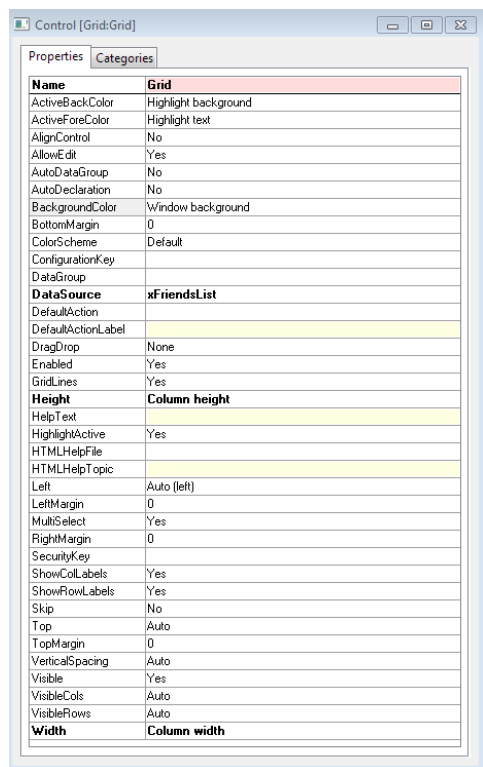 Control [Grid:Grid]
Properties Categories
Name Grid
ActiveBackColor Highlight background
ActiveForeColor Highlight text
AlignControl No
AllowEdit Yes
AutoDataGroup No
AutoDeclaration No
BackgroundColor Window background
BottomMargin 0
ColorScheme Default
ConfigurationKey
DataGroup
DataSource xFriendsList
DefaultAction
DefaultActionLabel
DragDrop None
Enabled Yes
GridLines Yes
Height Column height
HelpText
HighlightActive Yes
HTMLHelpFile
HTMLHelpTopic
Left Auto (left)
LeftMargin 0
MultiSelect Yes
RightMargin 0
SecurityKey
ShowColLabels Yes
ShowRowLabels Yes
Skip No
Top Auto
TopMargin 0
VerticalSpacing Auto
Visible Yes
VisibleCols Auto
VisibleRows Auto
Width Column width